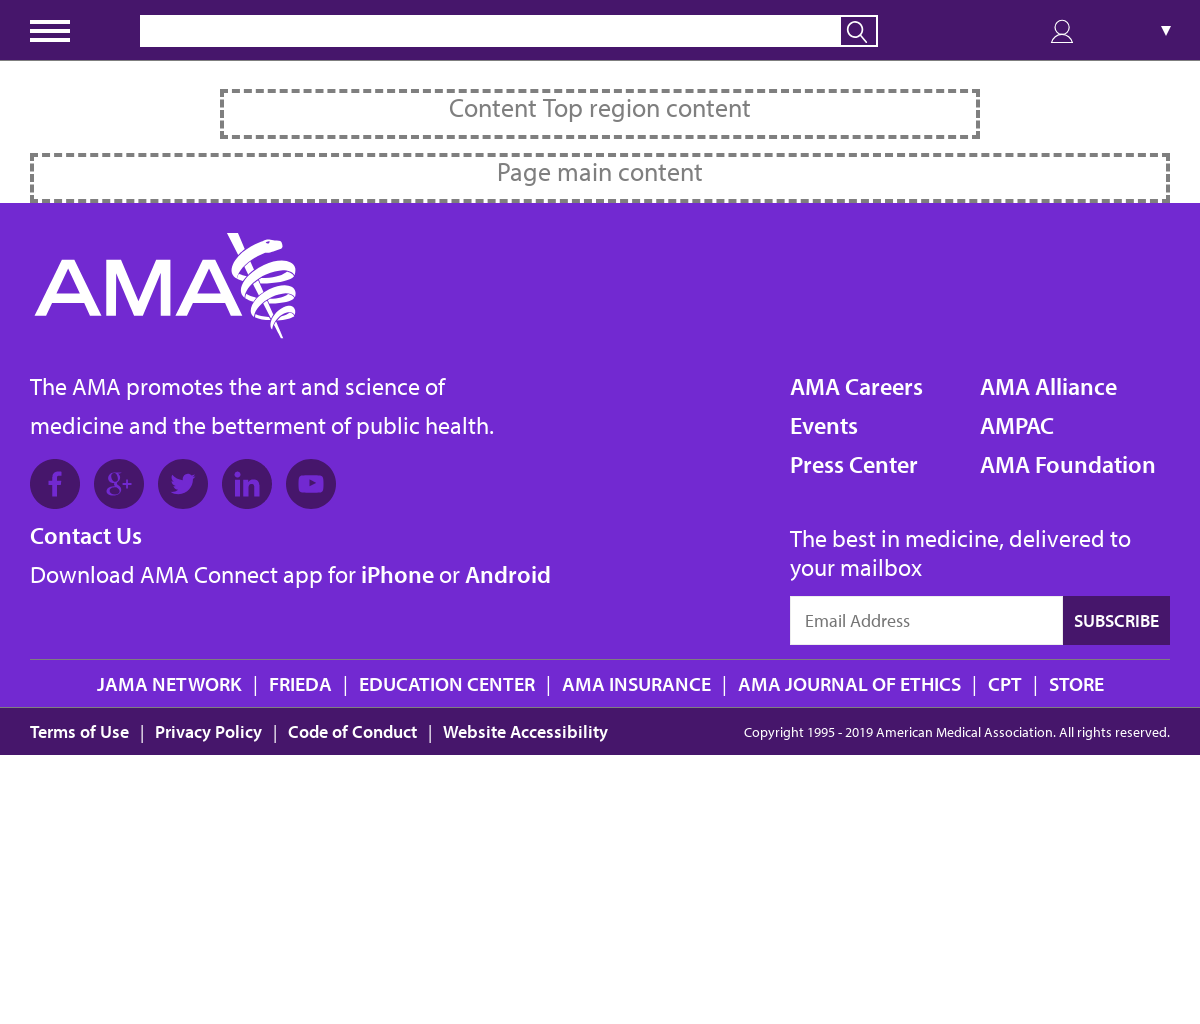 ▼
Content Top region content
Page main content
AMA
The AMA promotes the art and science of
medicine and the betterment of public health.
AMA Careers
Events
Press Center
AMA Alliance
AMPAC
AMA Foundation
Contact Us
Download AMA Connect app for iPhone or Android
The best in medicine, delivered to
your mailbox
Email Address
SUBSCRIBE
JAMA NETWORK | FRIEDA | EDUCATION CENTER | AMA INSURANCE | AMA JOURNAL OF ETHICS | CPT | STORE
Terms of Use | Privacy Policy | Code of Conduct | Website Accessibility
Copyright 1995 - 2019 American Medical Association. All rights reserved.